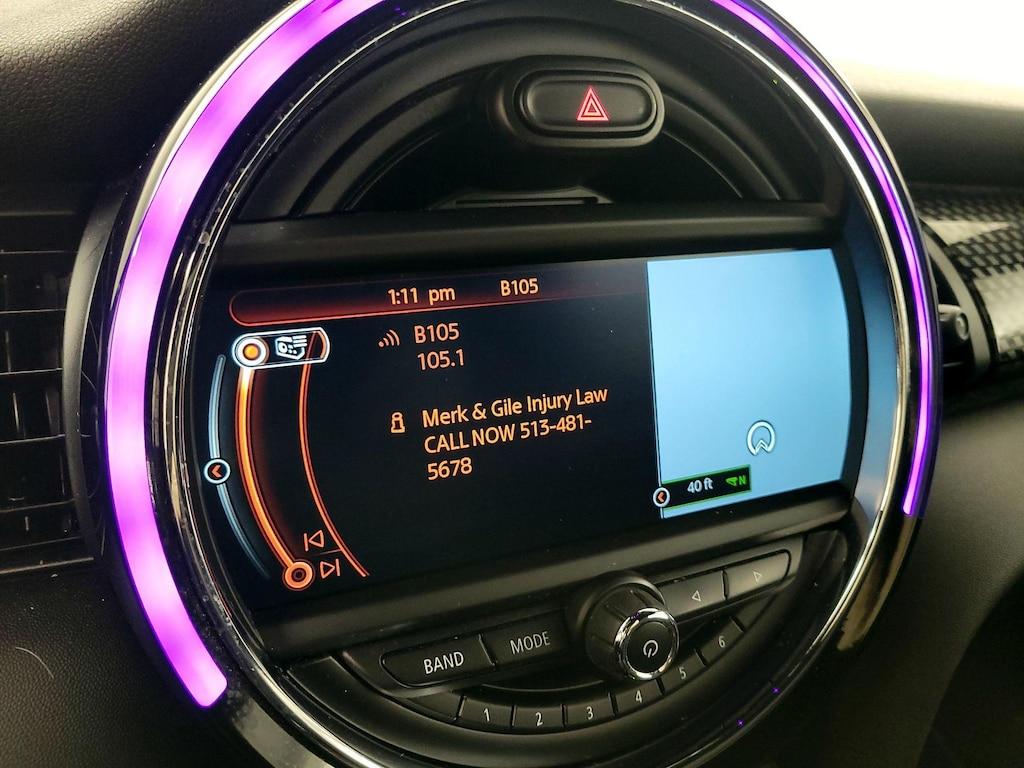 1:11 pm B105
B105
105.1
Merk & Gile Injury Law
CALL NOW 513-481-
5678
40 ft N
BAND MODE
1 2 3 4 5 6